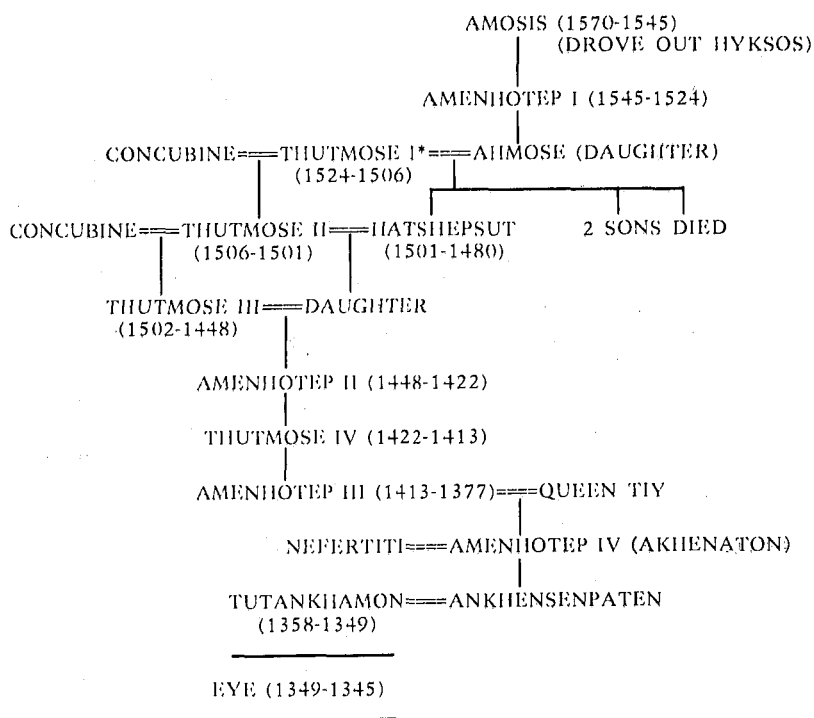 AMOSIS (1570-1545)
(DROVE OUT HYKSOS)
AMENHOTEP I (1545-1524)
CONCUBINE===THUTMOSE I*===AHMOSE (DAUGHTER)
(1524-1506)
CONCUBINE===THUTMOSE II===HATSHEPSUT 2 SONS DIED
(1506-1501) (1501-1480)
THUTMOSE III===DAUGHTER
(1502-1448)
AMENHOTEP II (1448-1422)
THUTMOSE IV (1422-1413)
AMENHOTEP III (1413-1377)===QUEEN TIY
NEFERTITI====AMENHOTEP IV (AKHENATON)
TUTANKHAMON====ANKHENSENPATEN
(1358-1349)
EYE (1349-1345)